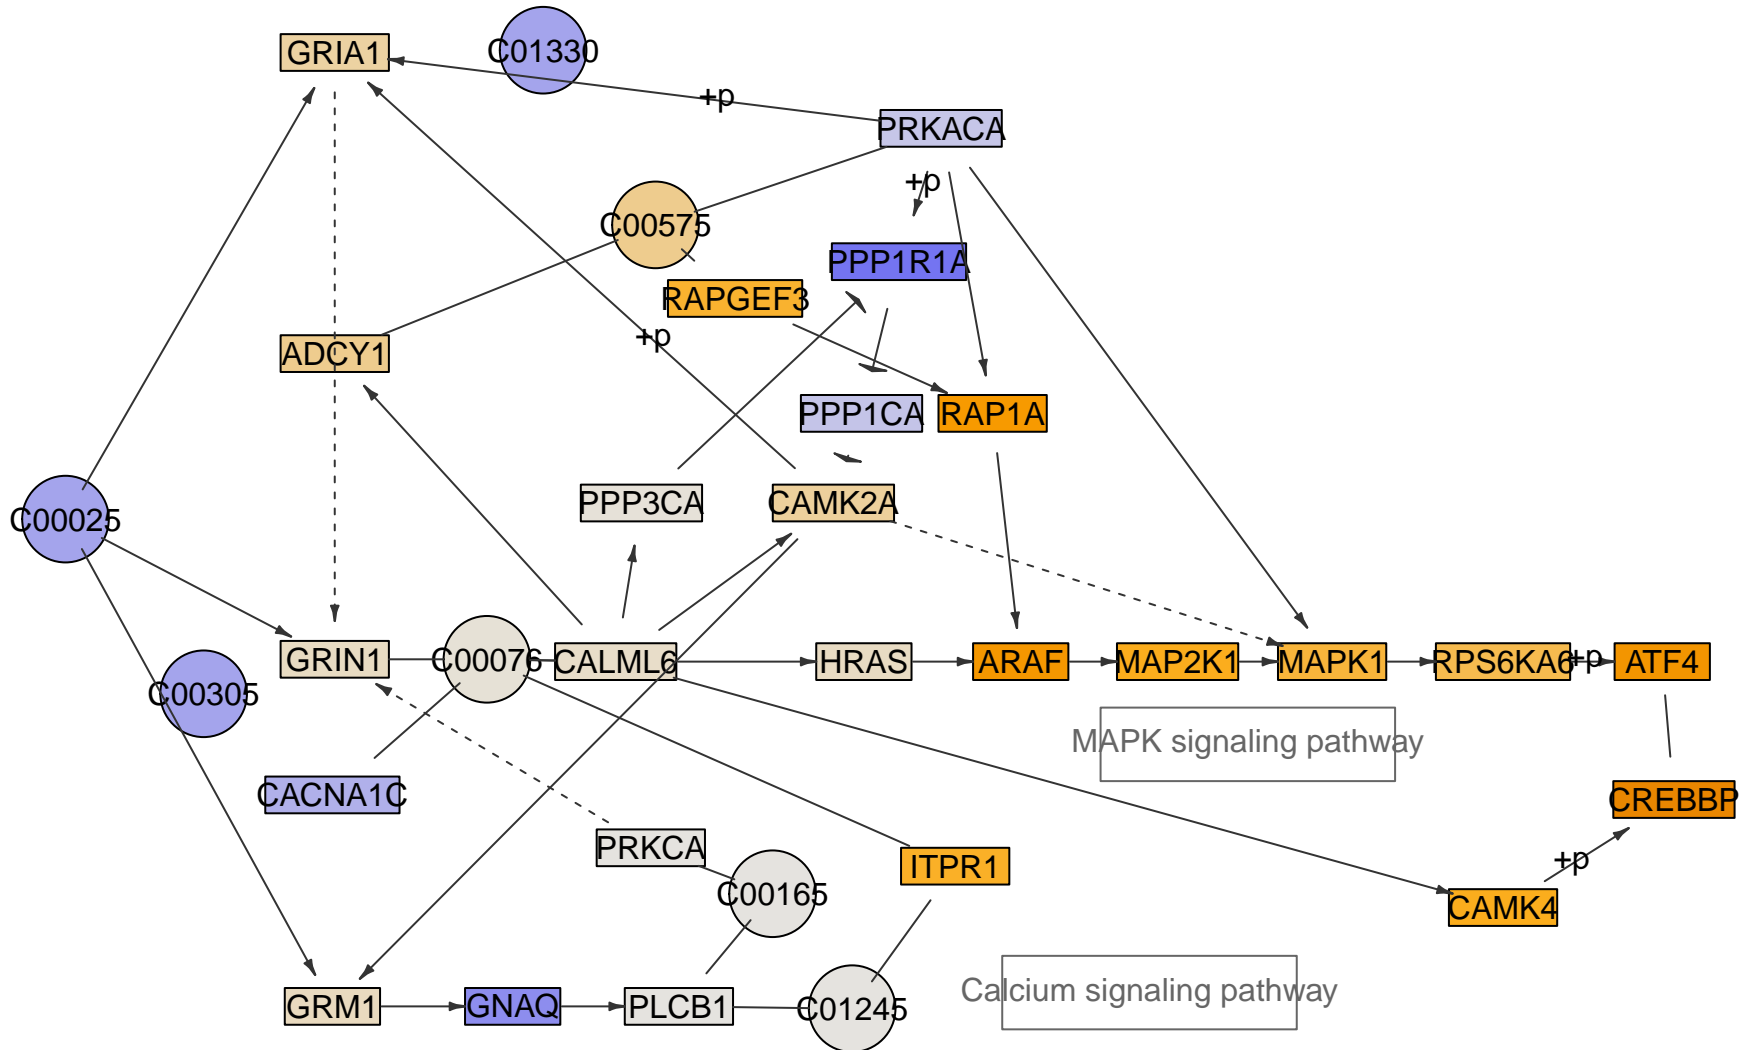 GRIA1
C01330
+p
PRKACA
+p
C00575
PPP1R1A
RAPGEF3
+p
ADCY1
PPP1CA
RAP1A
PPP3CA
CAMK2A
C00025
GRIN1
C00076
CALML6
HRAS
ARAF
MAP2K1
MAPK1
RPS6KA6
+p
ATF4
C00305
MAPK signaling pathway
CACNA1C
CREBBP
PRKCA
ITPR1
+p
C00165
CAMK4
Calcium signaling pathway
GRM1
GNAQ
PLCB1
C01245